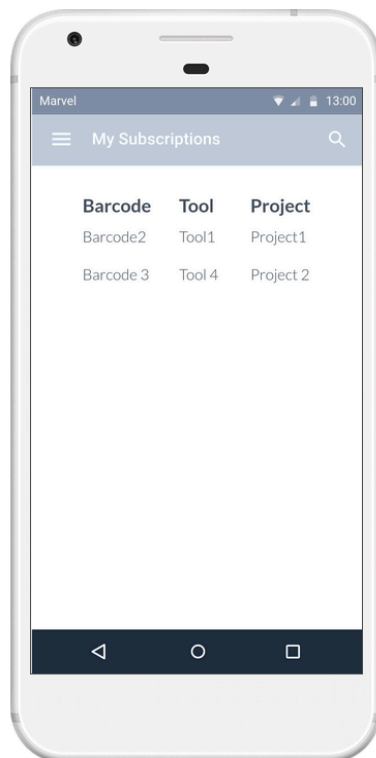 Marvel 13:00
My Subscriptions
Barcode Tool Project
Barcode2 Tool1 Project1
Barcode 3 Tool 4 Project 2